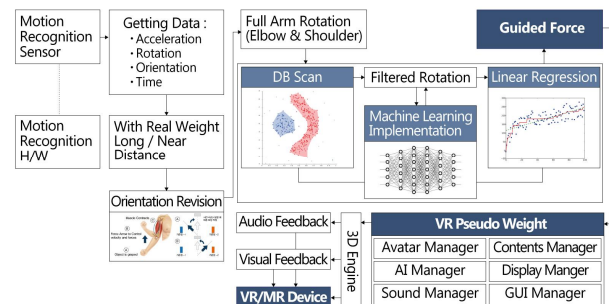 Motion
Recognition
Sensor
Getting Data :
• Acceleration
• Rotation
• Orientation
• Time
Full Arm Rotation
(Elbow & Shoulder)
Guided Force
DB Scan
Filtered Rotation
Linear Regression
Machine Learning
Implementation
Motion
Recognition
H/W
With Real Weight
Long / Near
Distance
Orientation Revision
Audio Feedback
Visual Feedback
VR/MR Device
3D Engine
VR Pseudo Weight
Avatar Manager
Contents Manager
AI Manager
Display Manger
Sound Manager
GUI Manager